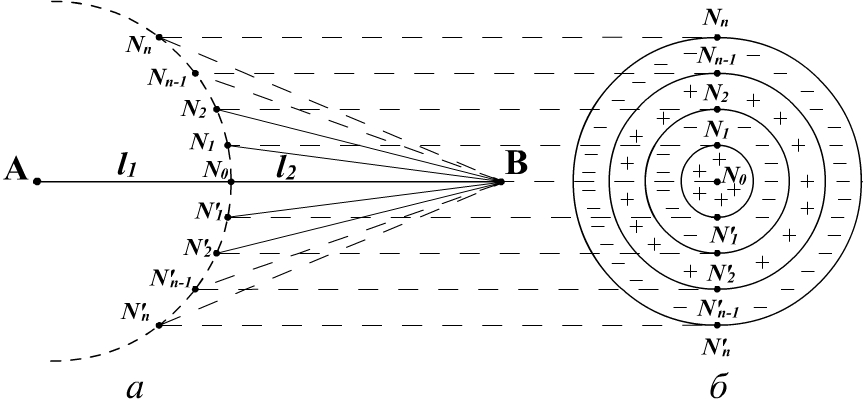 Nₙ Nₙ
Nₙ₋₁ Nₙ₋₁
N₂ N₂
N₁ N₁
A l₁ N₀ l₂ B N₀
N′₁ N′₁
N′₂ N′₂
N′ₙ₋₁ N′ₙ₋₁
N′ₙ N′ₙ
а б